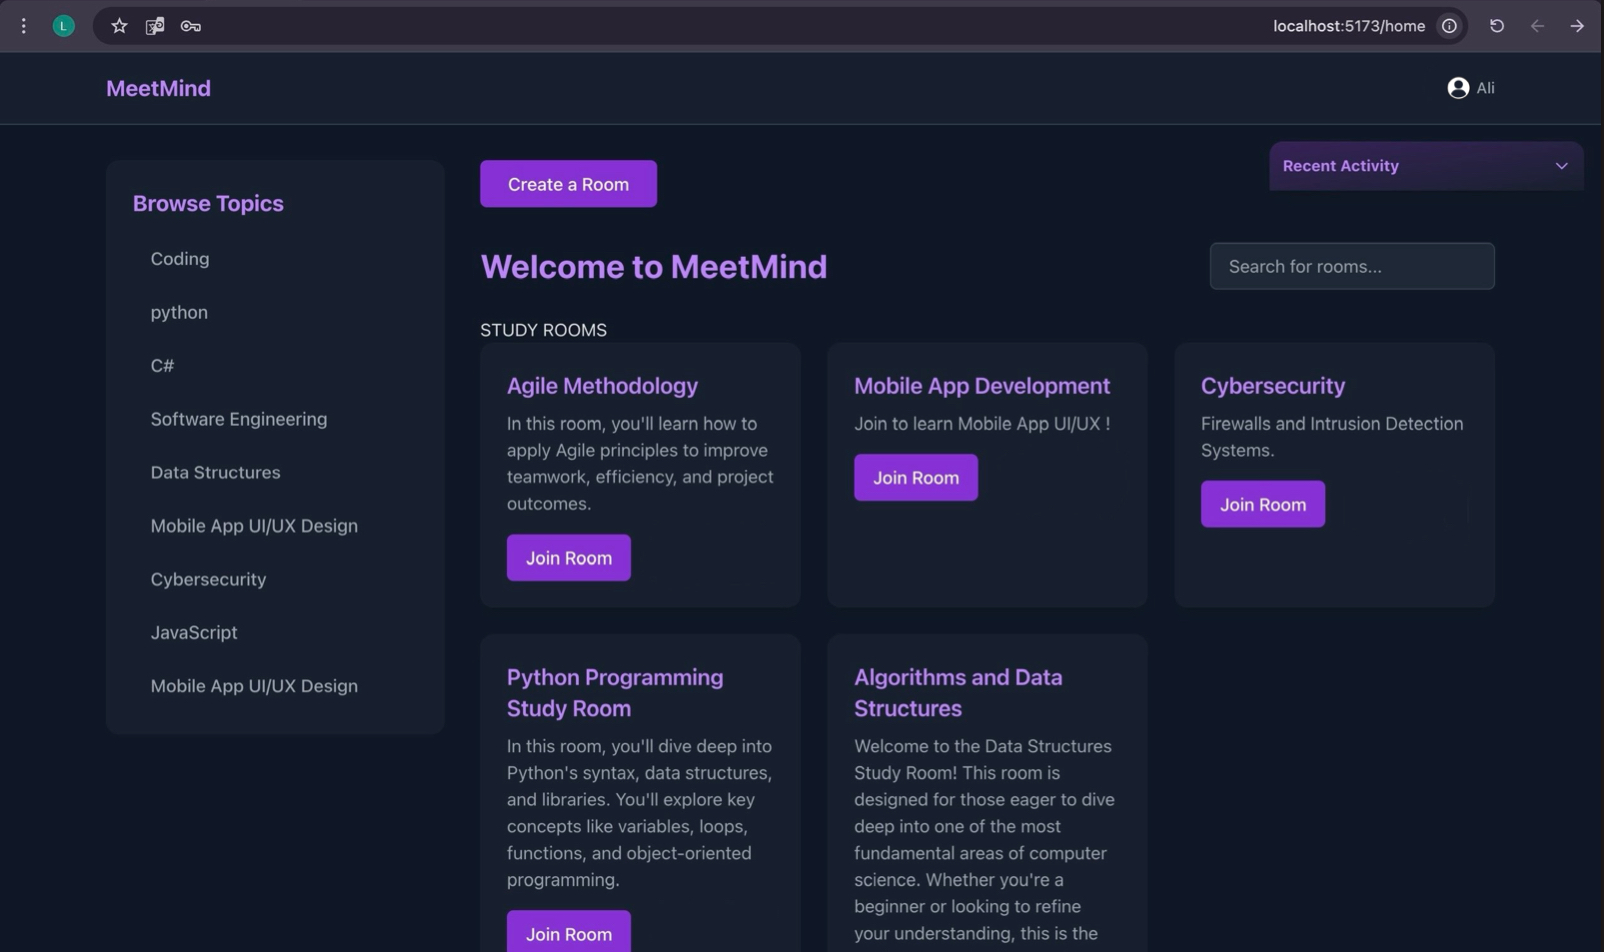 L
localhost:5173/home
MeetMind
Ali
Recent Activity
Browse Topics
Coding
python
C#
Software Engineering
Data Structures
Mobile App UI/UX Design
Cybersecurity
JavaScript
Mobile App UI/UX Design
Create a Room
Welcome to MeetMind
Search for rooms...
STUDY ROOMS
Agile Methodology
In this room, you'll learn how to
apply Agile principles to improve
teamwork, efficiency, and project
outcomes.
Join Room
Mobile App Development
Join to learn Mobile App UI/UX !
Join Room
Cybersecurity
Firewalls and Intrusion Detection
Systems.
Join Room
Python Programming
Study Room
In this room, you'll dive deep into
Python's syntax, data structures,
and libraries. You'll explore key
concepts like variables, loops,
functions, and object-oriented
programming.
Join Room
Algorithms and Data
Structures
Welcome to the Data Structures
Study Room! This room is
designed for those eager to dive
deep into one of the most
fundamental areas of computer
science. Whether you're a
beginner or looking to refine
your understanding, this is the